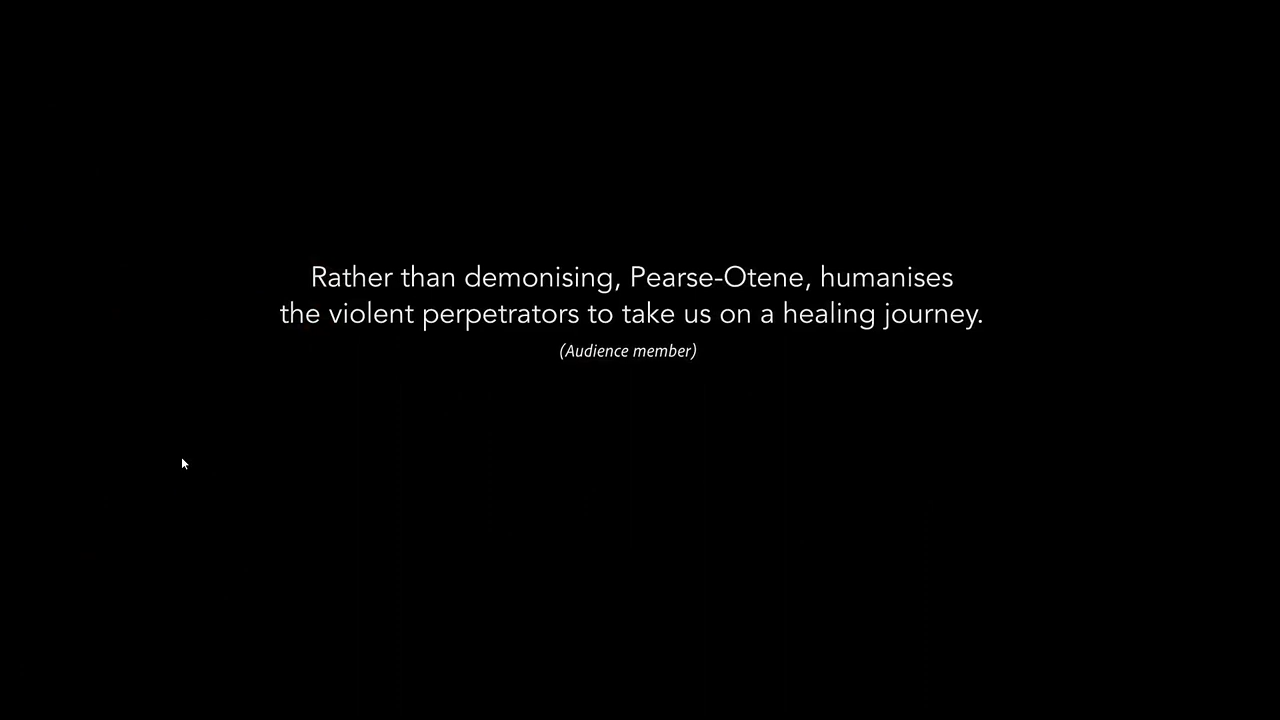 Rather than demonising, Pearse-Otene, humanises
the violent perpetrators to take us on a healing journey.
(Audience member)